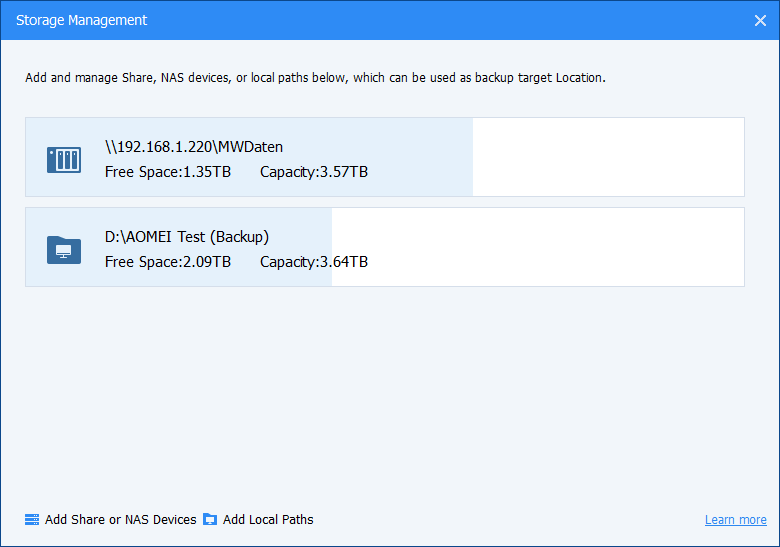 Storage Management
Add and manage Share, NAS devices, or local paths below, which can be used as backup target Location.
\\192.168.1.220\MWDaten
Free Space:1.35TB Capacity:3.57TB
D:\AOMEI Test (Backup)
Free Space:2.09TB Capacity:3.64TB
Add Share or NAS Devices Add Local Paths Learn more